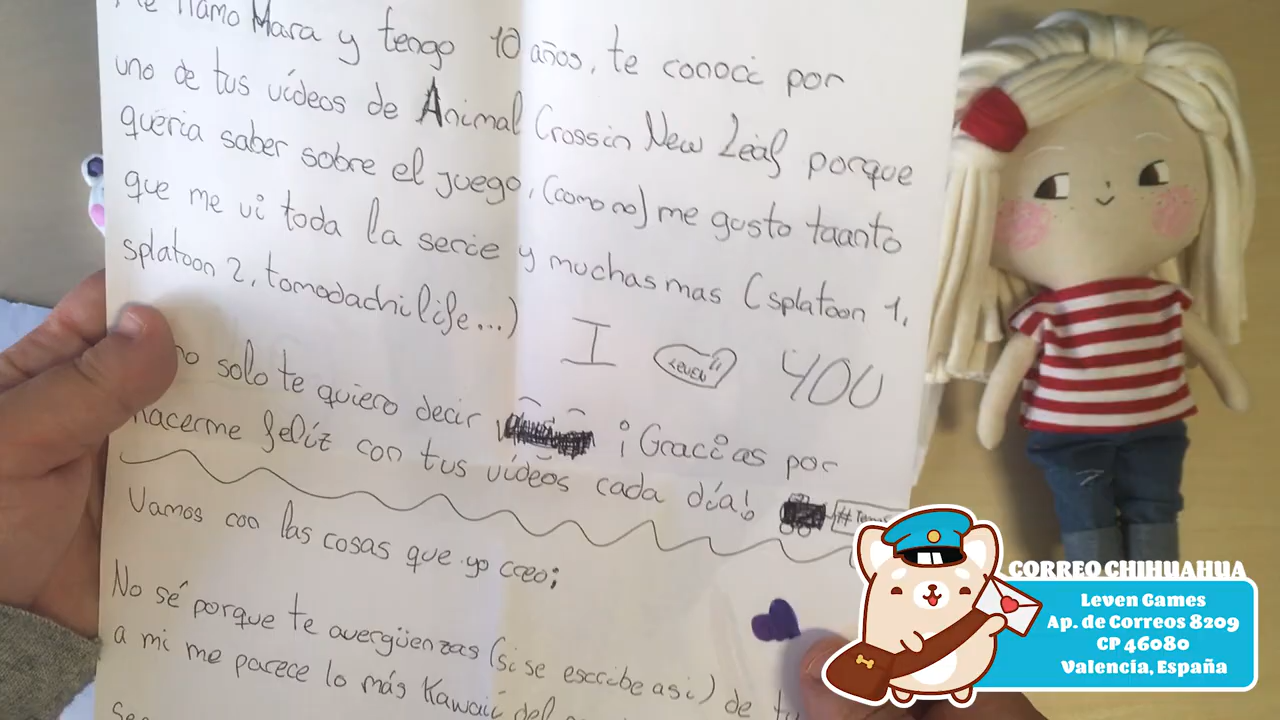 llamo Mara y tengo 10 años, te conocí por
uno de tus vídeos de Animal Crossin New Leaf porque
quería saber sobre el juego, (como no) me gusto taanto
que me vi toda la serie y muchas mas (splatoon 1,
splatoon 2, tomodachi life...)
I LEVEN YOU
solo te quiero decir ¡Gracias por
hacerme felíz con tus vídeos cada día!
Vamos con las cosas que yo creo;
No sé porque te avergüenzas (si se escribe asi) de
a mi me parece lo más Kawaii del
CORREO CHIHUAHUA
Leven Games
Ap. de Correos 8209
CP 46080
Valencia, España